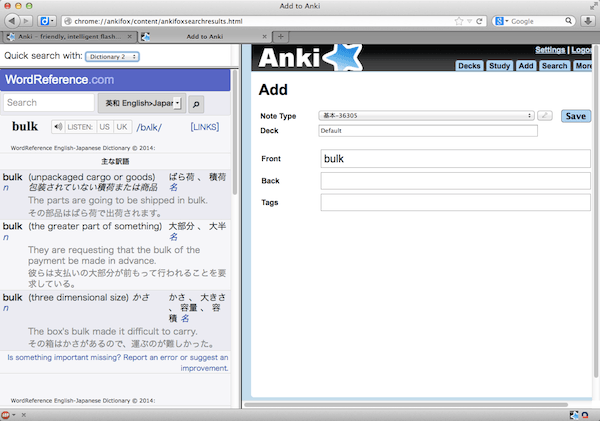 Add to Anki
chrome://ankifox/content/ankifoxsearchresults.html
Google
Anki – friendly, intelligent flash...
Add to Anki
Quick search with: Dictionary 2
WordReference.com
Search
英和 English>Japar
bulk
LISTEN:
US
UK
/bʌlk/
[LINKS]
WordReference English-Japanese Dictionary © 2014:
主な訳語
bulk n
(unpackaged cargo or goods)
包装されていない積荷または商品
ばら荷 、 積荷 名
The parts are going to be shipped in bulk.
その部品はばら荷で出荷されます。
bulk n
(the greater part of something)
大部分 、 大半 名
They are requesting that the bulk of the
payment be made in advance.
彼らは支払いの大部分が前もって行われることを要
求している。
bulk n
(three dimensional size) かさ
かさ 、 大きさ
、 容量 、 容
積 名
The box's bulk made it difficult to carry.
その箱はかさがあるので、運ぶのが難しかった。
Is something important missing? Report an error or suggest an
improvement.
WordReference English-Japanese Dictionary © 2014:
Anki
Settings | Logou
Decks
Study
Add
Search
More
Add
Note Type
基本-36305
Save
Deck
Default
Front
bulk
Back
Tags
ABP